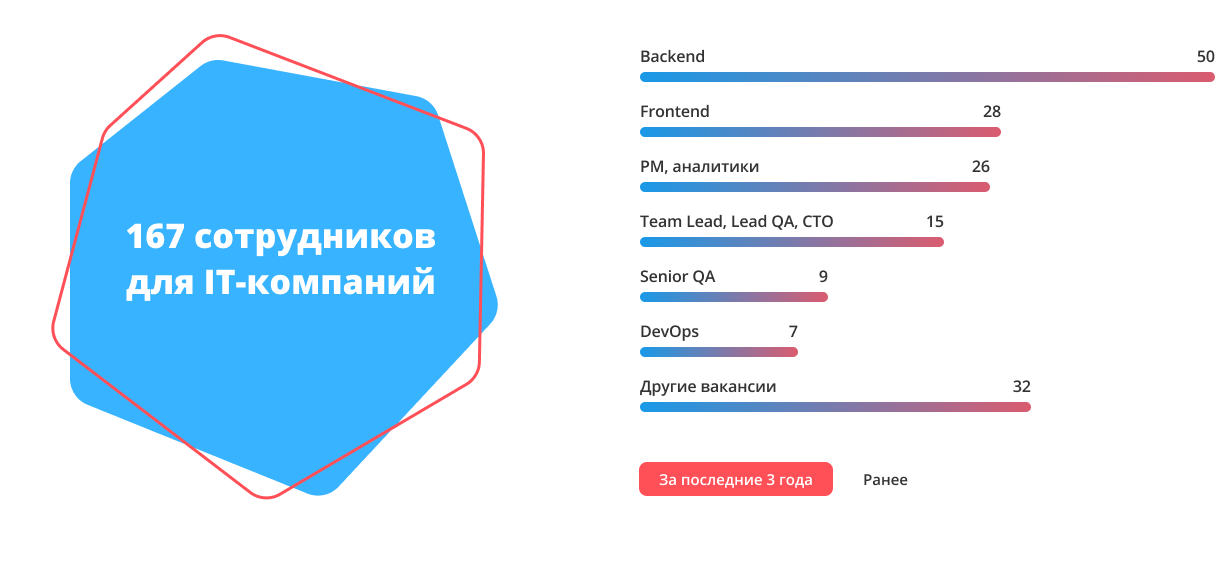 167 сотрудников
для IT-компаний
Backend 50
Frontend 28
PM, аналитики 26
Team Lead, Lead QA, CTO 15
Senior QA 9
DevOps 7
Другие вакансии 32
За последние 3 года Ранее